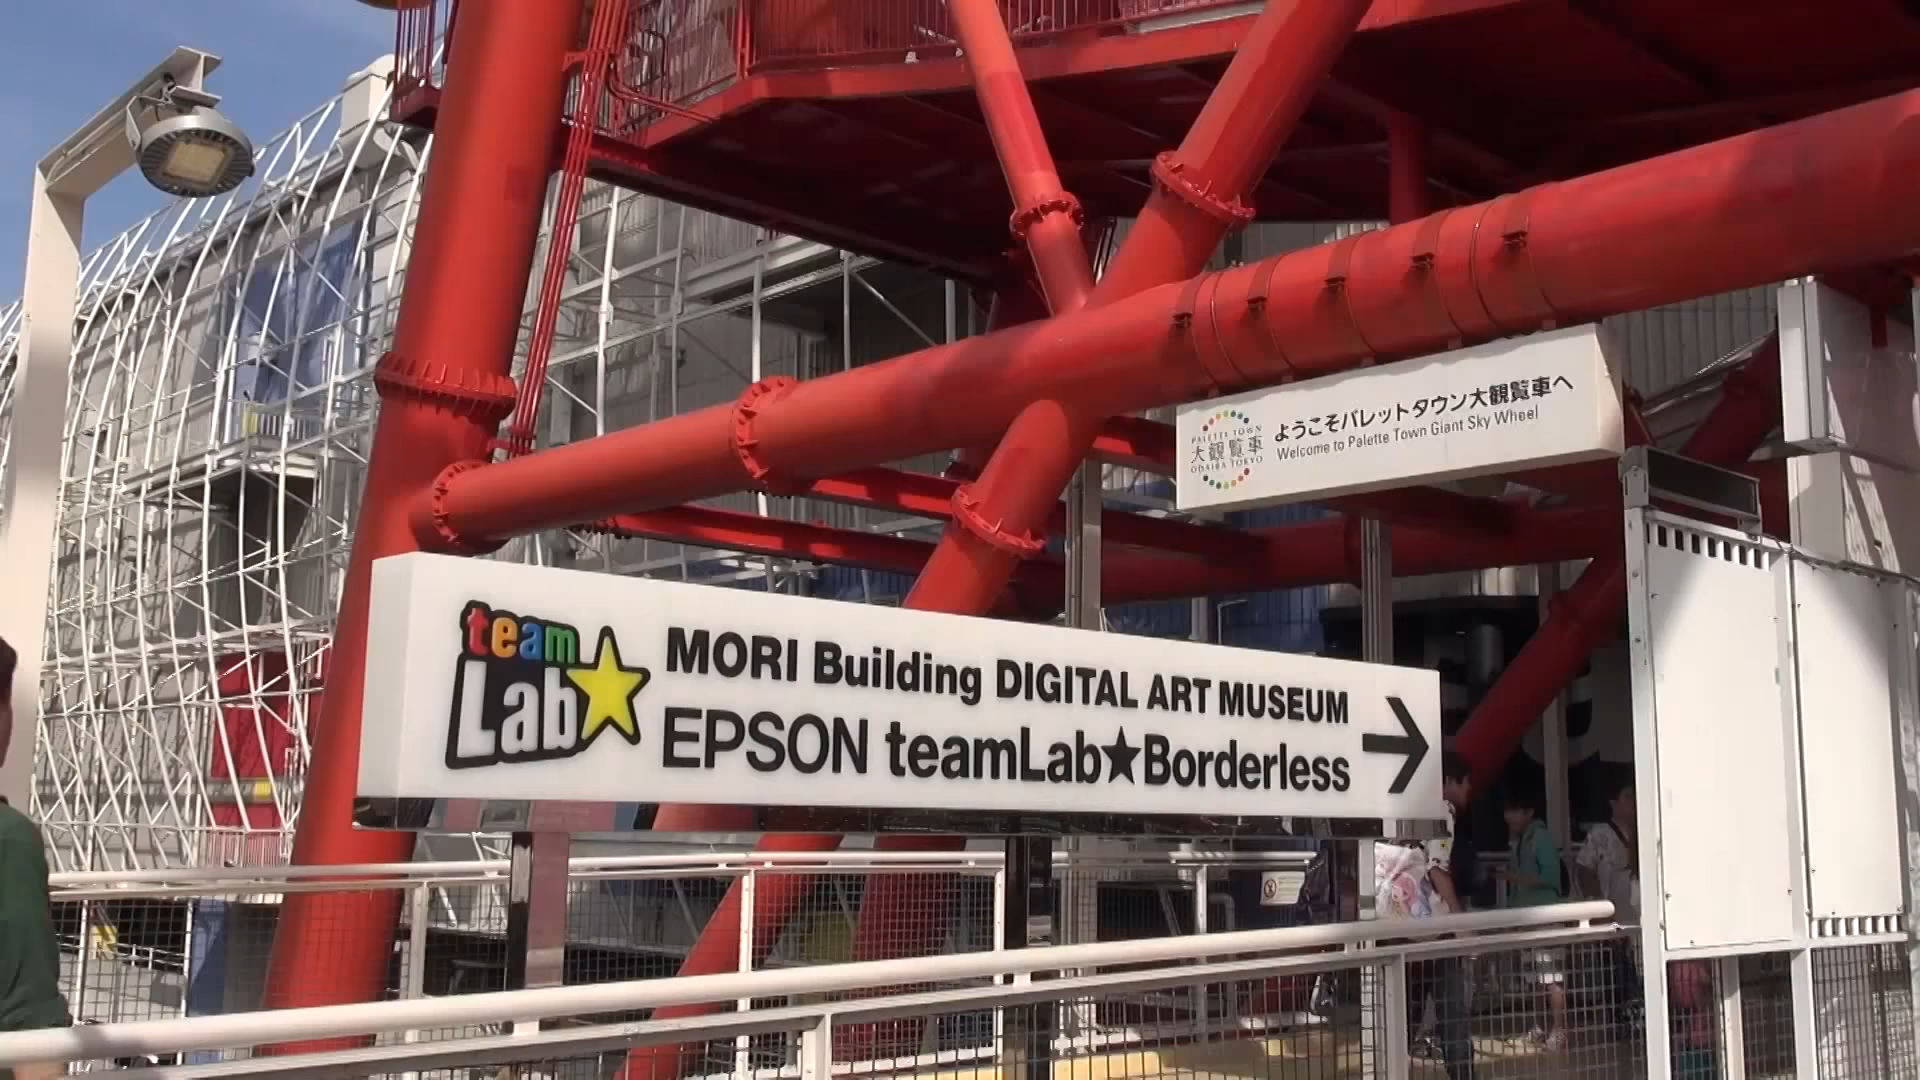 PALETTE TOWN
大観覧車
ODAIBA TOKYO
ようこそパレットタウン大観覧車へ
Welcome to Palette Town Giant Sky Wheel
team
Lab
MORI Building DIGITAL ART MUSEUM →
EPSON teamLab★Borderless